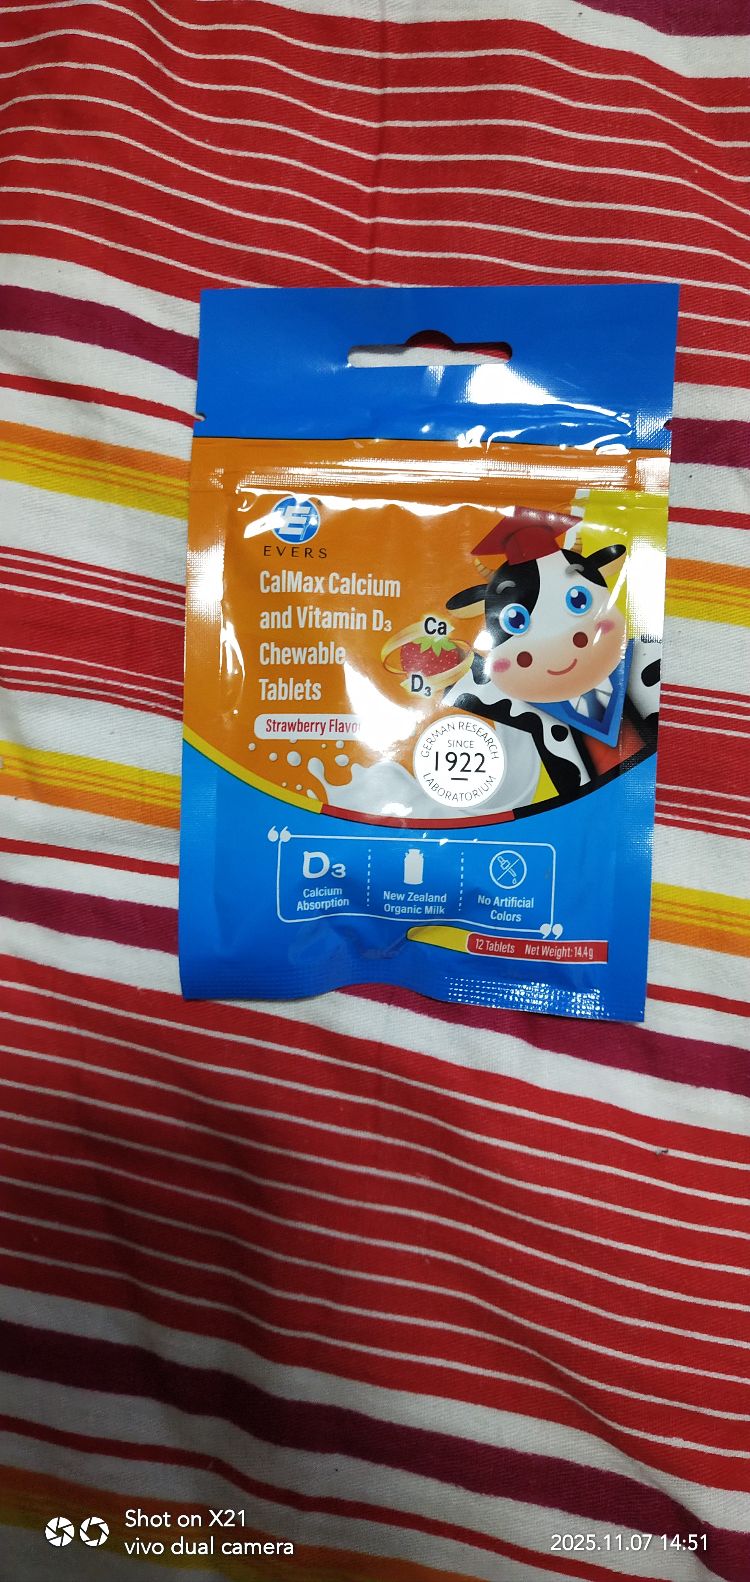 EVERS
CalMax Calcium
and Vitamin D3
Chewable
Tablets
Strawberry Flavo
Ca
D3
GERMAN RESEARCH
SINCE
1922
LABORATORIUM
D3
Calcium
Absorption
New Zealand
Organic Milk
No Artificial
Colors
12 Tablets Net Weight: 14.4g
Shot on X21
vivo dual camera
2025.11.07 14:51